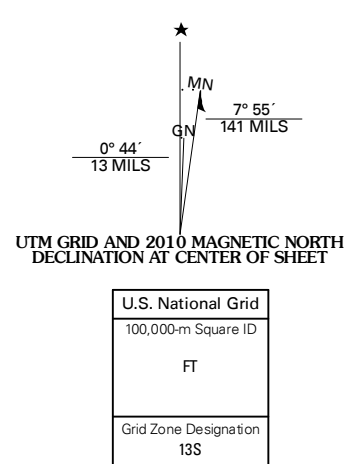 ★
MN
GN
7° 55´
141 MILS
0° 44´
13 MILS
UTM GRID AND 2010 MAGNETIC NORTH
DECLINATION AT CENTER OF SHEET
U.S. National Grid
100,000-m Square ID
FT
Grid Zone Designation
13S